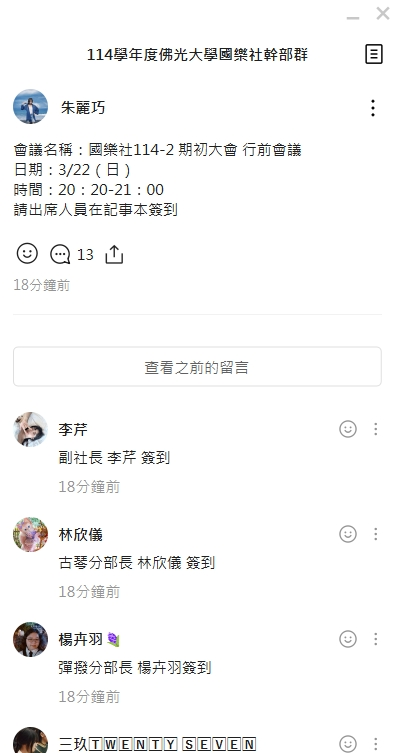 114學年度佛光大學國樂社幹部群
朱麗巧
會議名稱：國樂社114-2 期初大會 行前會議
日期：3/22（日）
時間：20：20-21：00
請出席人員在記事本簽到
13
18分鐘前
查看之前的留言
李芹
副社長 李芹 簽到
18分鐘前
林欣儀
古琴分部長 林欣儀 簽到
18分鐘前
楊卉羽
彈撥分部長 楊卉羽簽到
18分鐘前
三玖🅃🅆🄴🄽🅃🅈 🅂🄴🅅🄴🄽